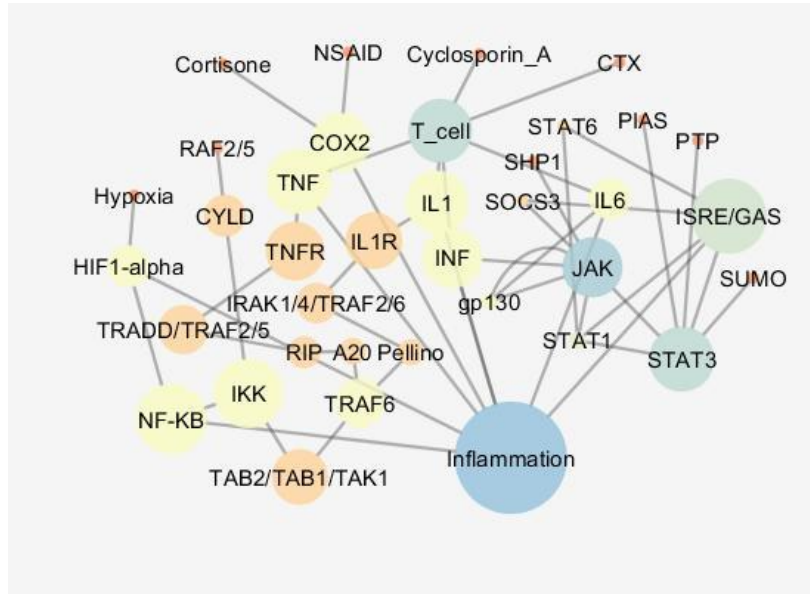 NSAID
Cyclosporin_A
Cortisone
CTX
PIAS
STAT6
T_cell
PTP
COX2
RAF2/5
SHP1
TNF
Hypoxia
IL1
SOCS3
IL6
CYLD
ISRE/GAS
IL1R
TNFR
INF
HIF1-alpha
JAK
SUMO
IRAK1/4/TRAF2/6
gp130
TRADD/TRAF2/5
STAT1
RIP
A20
Pellino
STAT3
IKK
TRAF6
NF-KB
Inflammation
TAB2/TAB1/TAK1